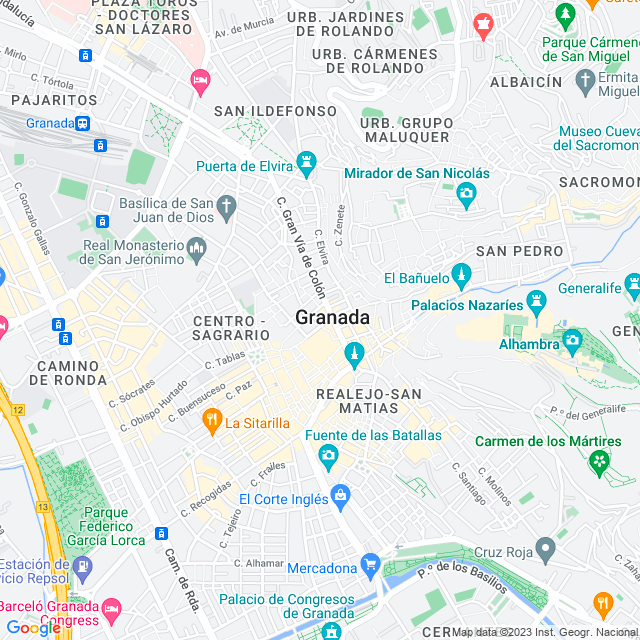 PLAZA TOROS
- DOCTORES
SAN LÁZARO
Av. de Murcia
URB. JARDINES
DE ROLANDO
URB. CÁRMENES
DE ROLANDO
Parque Cármen
de San Miguel
ALBAICÍN
Ermita
Miguel
C. Mirlo
C. Tórtola
PAJARITOS
SAN ILDEFONSO
URB. GRUPO
MALUQUER
Granada
Museo Cueva
del Sacromont
Puerta de Elvira
Mirador de San Nicolás
SACROMON
Basílica de San
Juan de Dios
C. Gonzalo Gallas
C. Gran Vía de Colón
C. Elvira
C. Zenete
Real Monasterio
de San Jerónimo
SAN PEDRO
El Bañuelo
Palacios Nazaríes
Generalife
CENTRO -
SAGRARIO
Granada
Alhambra
GEN
CAMINO
DE RONDA
C. Tablas
C. Sócrates
C. Obispo Hurtado
C. Buensuceso
C. Paz
REALEJO-SAN
MATIAS
12
P.º del Generalife
La Sitarilla
Fuente de las Batallas
Carmen de los Mártires
C. Frailes
C. Recogidas
C. Santiago
C. Molinos
El Corte Inglés
13
Parque
Federico
García Lorca
C. Tejeiro
Cam. de Rda.
C. Alhamar
Cruz Roja
Estación de
vicio Repsol
Mercadona
P.º de los Basilios
Barceló Granada
Congress
Palacio de Congresos
de Granada
Google
CER
Map data ©2023 Inst. Geogr. Nacional